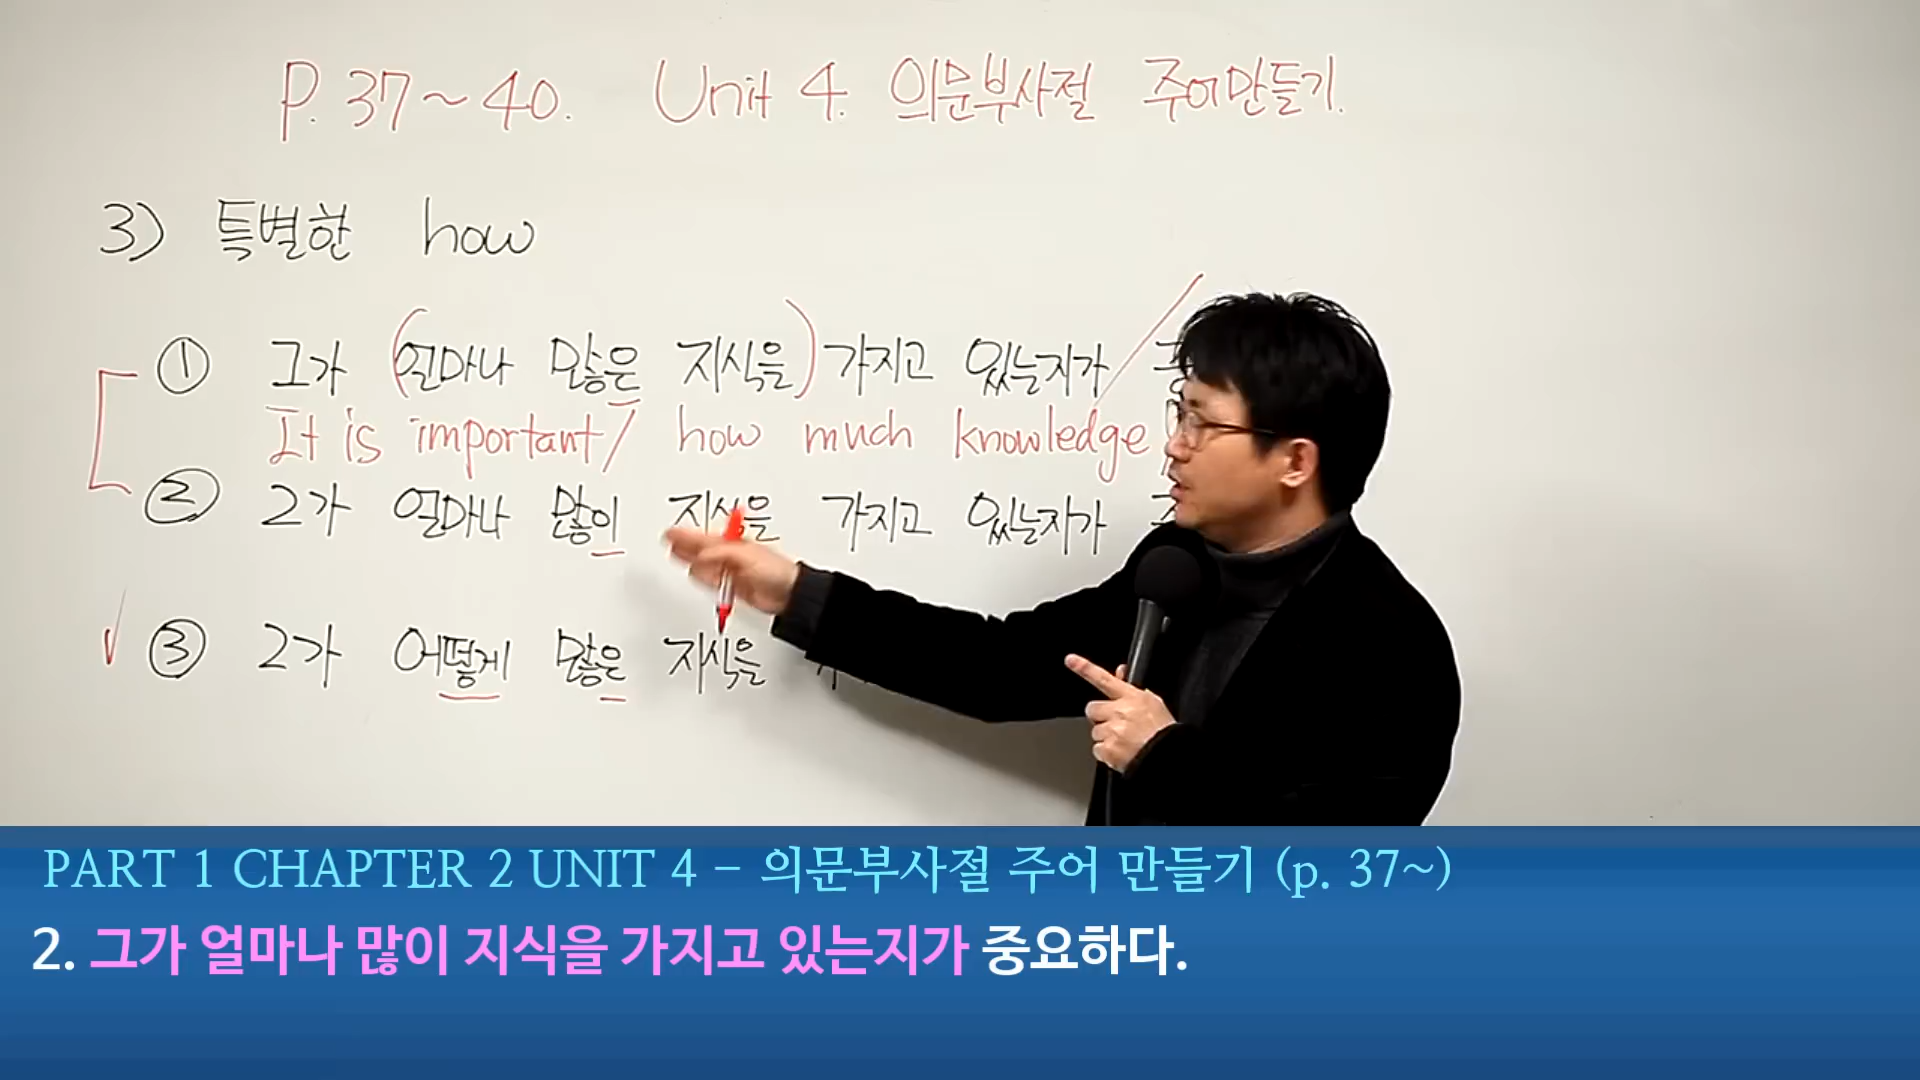 P. 37~40. Unit 4. 의문부사절 주어만들기.
3) 특별한 how
① 그가 (얼마나 많은 지식을) 가지고 있는지가
It is important / how much knowledge
② 그가 얼마나 많이 지식을 가지고 있는지가
③ 그가 어떻게 많은 지식을
PART 1 CHAPTER 2 UNIT 4 - 의문부사절 주어 만들기 (p. 37~)
2. 그가 얼마나 많이 지식을 가지고 있는지가 중요하다.